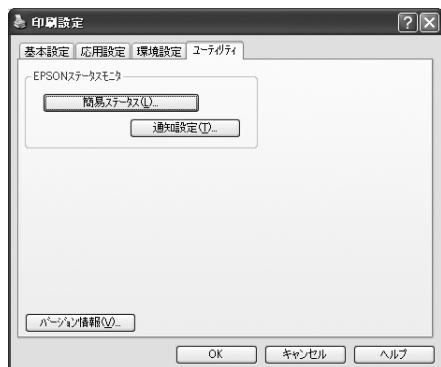 印刷設定
基本設定 応用設定 環境設定 ユーティリティ
EPSONステータスモニタ
簡易ステータス(L)...
通知設定(T)...
バージョン情報(V)...
OK キャンセル ヘルプ